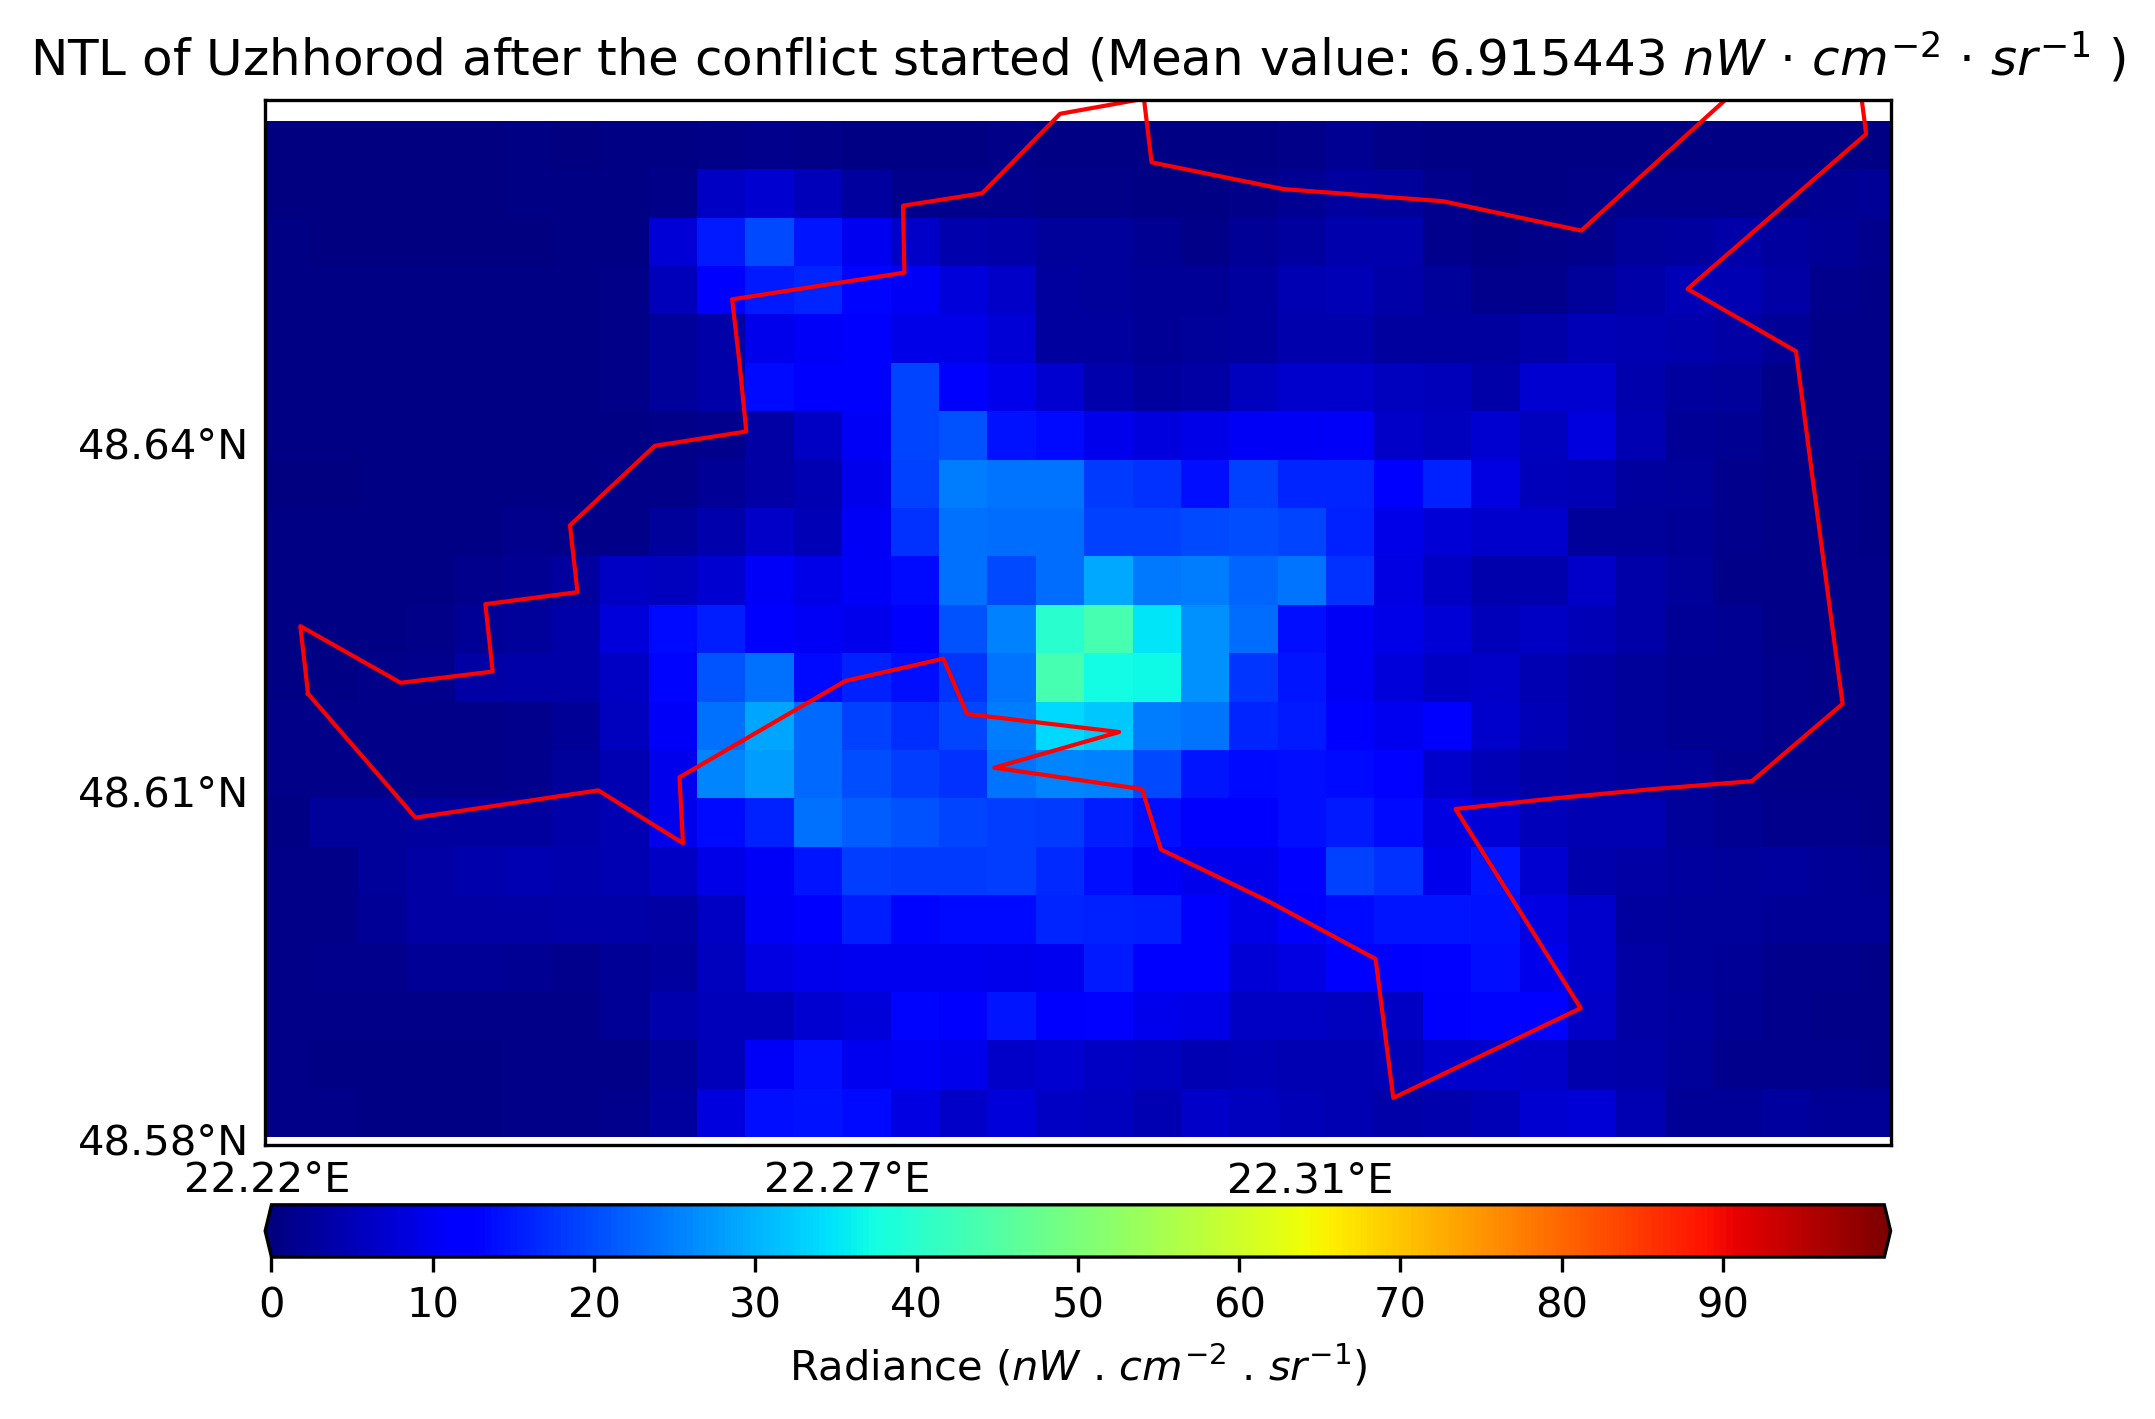 NTL of Uzhhorod after the conflict started (Mean value: 6.915443 nW · cm⁻² · sr⁻¹ )
48.64°N
48.61°N
48.58°N
22.22°E 22.27°E 22.31°E
0 10 20 30 40 50 60 70 80 90
Radiance (nW . cm⁻² . sr⁻¹)